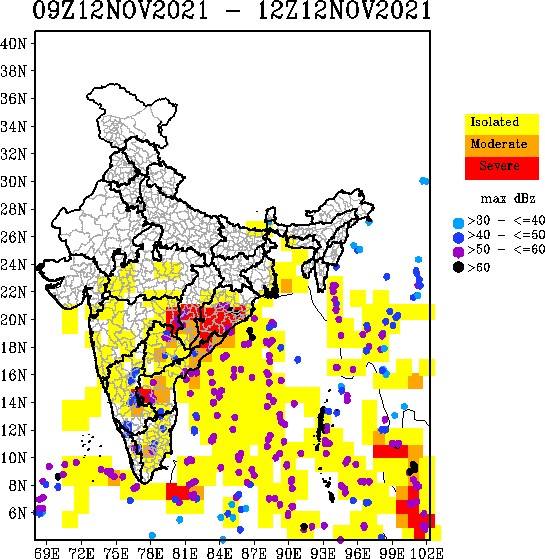 09Z12NOV2021 - 12Z12NOV2021
40N
38N
36N
34N
32N
30N
28N
26N
24N
22N
20N
18N
16N
14N
12N
10N
8N
6N
69E 72E 75E 78E 81E 84E 87E 90E 93E 96E 99E 102E
Isolated
Moderate
Severe
max dBz
>30 - <=40
>40 - <=50
>50 - <=60
>60